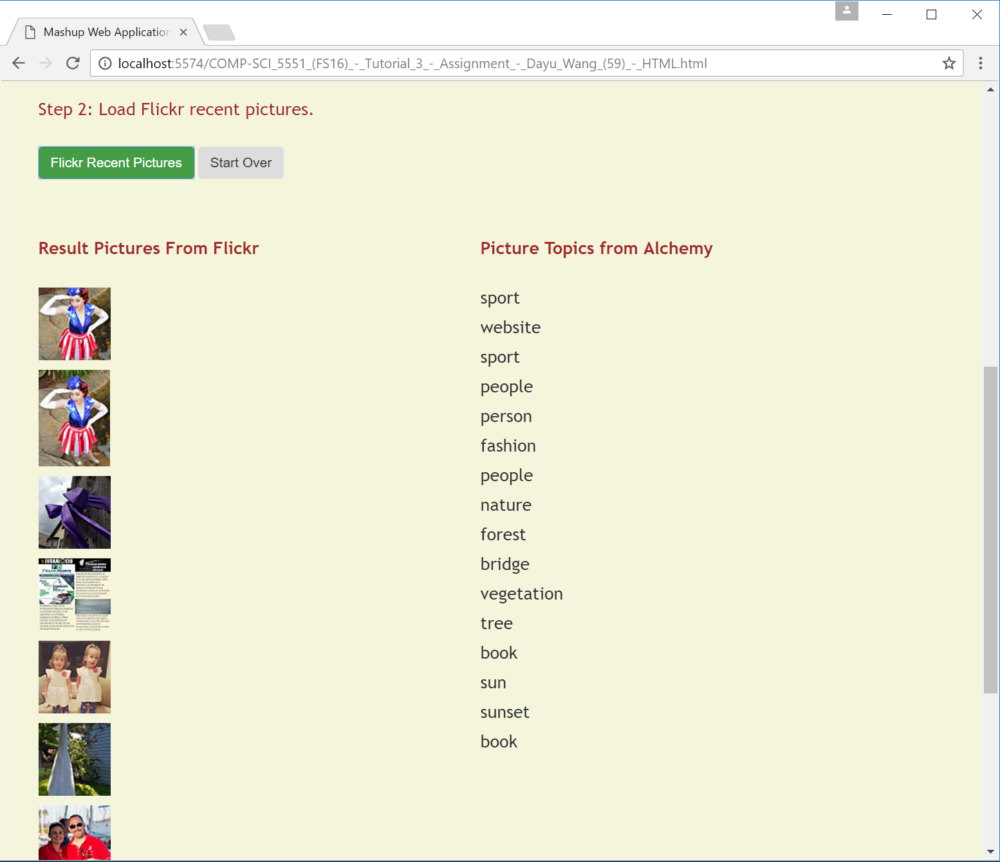 Mashup Web Application
localhost:5574/COMP-SCI_5551_(FS16)_-_Tutorial_3_-_Assignment_-_Dayu_Wang_(59)_-_HTML.html
Step 2: Load Flickr recent pictures.
Flickr Recent Pictures Start Over
Result Pictures From Flickr
Picture Topics from Alchemy
sport
website
sport
people
person
fashion
people
nature
forest
bridge
vegetation
tree
book
sun
sunset
book